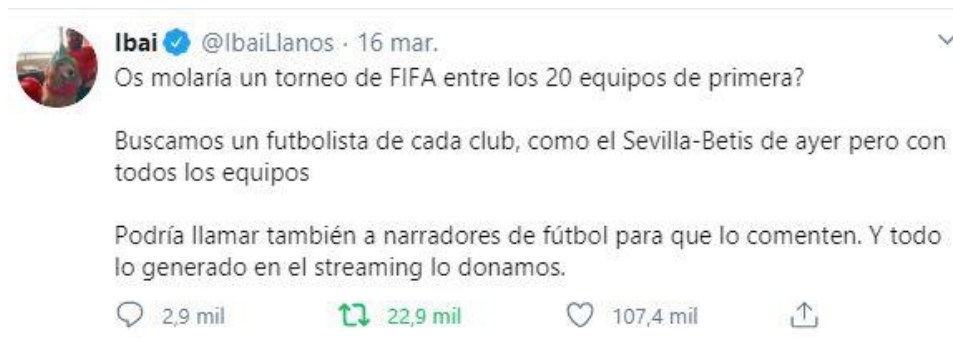 Ibai @IbaiLlanos · 16 mar.
Os molaría un torneo de FIFA entre los 20 equipos de primera?
Buscamos un futbolista de cada club, como el Sevilla-Betis de ayer pero con
todos los equipos
Podría llamar también a narradores de fútbol para que lo comenten. Y todo
lo generado en el streaming lo donamos.
2,9 mil 22,9 mil 107,4 mil